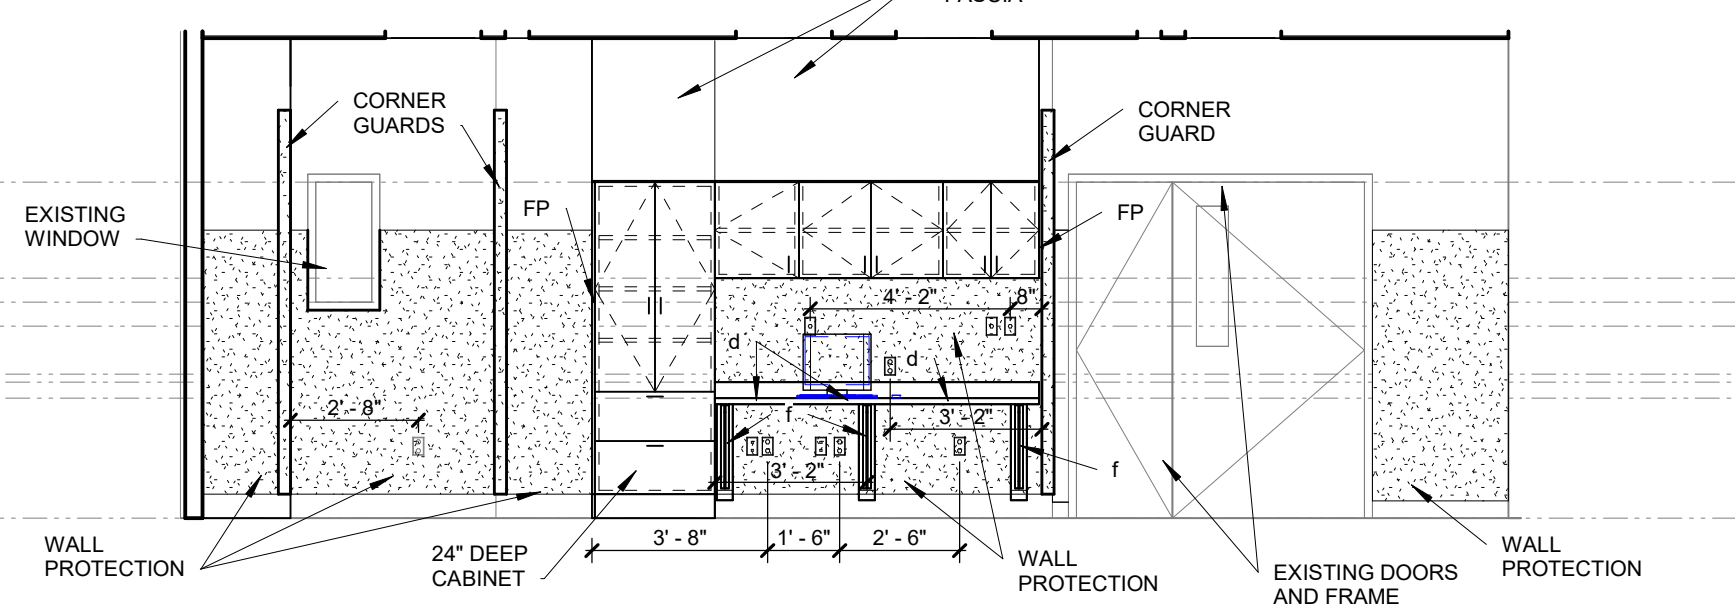 FASCIA
CORNER
GUARDS
CORNER
GUARD
EXISTING
WINDOW
FP
FP
4' - 2"
8"
d
d
2' - 8"
f
3' - 2"
3' - 2"
f
3' - 8"
1' - 6"
2' - 6"
WALL
PROTECTION
24" DEEP
CABINET
WALL
PROTECTION
EXISTING DOORS
AND FRAME
WALL
PROTECTION